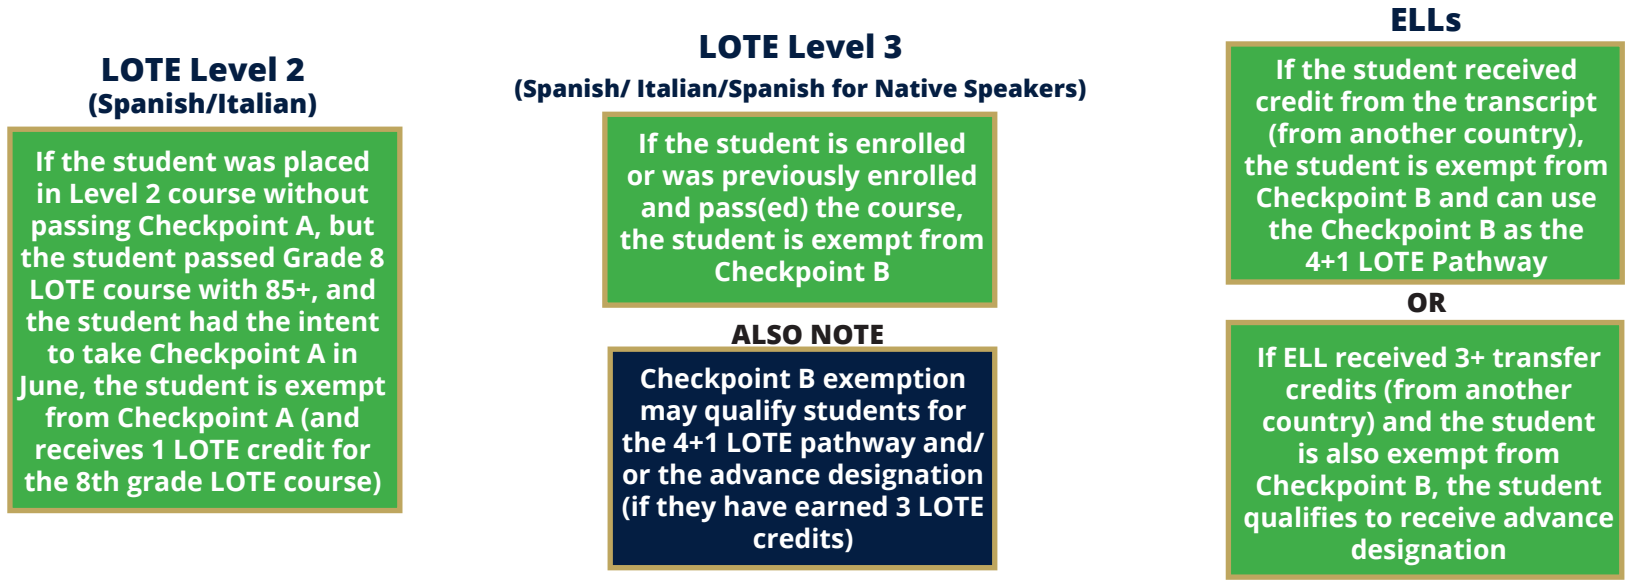 LOTE Level 2
(Spanish/Italian)
If the student was placed
in Level 2 course without
passing Checkpoint A, but
the student passed Grade 8
LOTE course with 85+, and
the student had the intent
to take Checkpoint A in
June, the student is exempt
from Checkpoint A (and
receives 1 LOTE credit for
the 8th grade LOTE course)
LOTE Level 3
(Spanish/ Italian/Spanish for Native Speakers)
If the student is enrolled
or was previously enrolled
and pass(ed) the course,
the student is exempt from
Checkpoint B
ALSO NOTE
Checkpoint B exemption
may qualify students for
the 4+1 LOTE pathway and/
or the advance designation
(if they have earned 3 LOTE
credits)
ELLs
If the student received
credit from the transcript
(from another country),
the student is exempt from
Checkpoint B and can use
the Checkpoint B as the
4+1 LOTE Pathway
OR
If ELL received 3+ transfer
credits (from another
country) and the student
is also exempt from
Checkpoint B, the student
qualifies to receive advance
designation